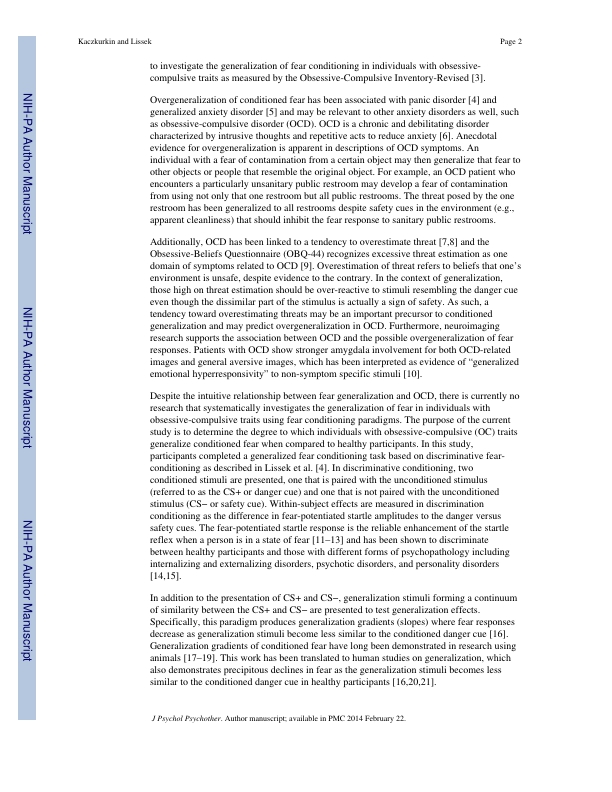 Kaczkurkin and Lissek
Page 2
to investigate the generalization of fear conditioning in individuals with obsessive-
compulsive traits as measured by the Obsessive-Compulsive Inventory-Revised [3].
Overgeneralization of conditioned fear has been associated with panic disorder [4] and
generalized anxiety disorder [5] and may be relevant to other anxiety disorders as well, such
as obsessive-compulsive disorder (OCD). OCD is a chronic and debilitating disorder
characterized by intrusive thoughts and repetitive acts to reduce anxiety [6]. Anecdotal
evidence for overgeneralization is apparent in descriptions of OCD symptoms. An
individual with a fear of contamination from a certain object may then generalize that fear to
other objects or people that resemble the original object. For example, an OCD patient who
encounters a particularly unsanitary public restroom may develop a fear of contamination
from using not only that one restroom but all public restrooms. The threat posed by the one
restroom has been generalized to all restrooms despite safety cues in the environment (e.g.,
apparent cleanliness) that should inhibit the fear response to sanitary public restrooms.
Additionally, OCD has been linked to a tendency to overestimate threat [7,8] and the
Obsessive-Beliefs Questionnaire (OBQ-44) recognizes excessive threat estimation as one
domain of symptoms related to OCD [9]. Overestimation of threat refers to beliefs that one's
environment is unsafe, despite evidence to the contrary. In the context of generalization,
those high on threat estimation should be over-reactive to stimuli resembling the danger cue
even though the dissimilar part of the stimulus is actually a sign of safety. As such, a
tendency toward overestimating threats may be an important precursor to conditioned
generalization and may predict overgeneralization in OCD. Furthermore, neuroimaging
research supports the association between OCD and the possible overgeneralization of fear
responses. Patients with OCD show stronger amygdala involvement for both OCD-related
images and general aversive images, which has been interpreted as evidence of “generalized
emotional hyperresponsivity” to non-symptom specific stimuli [10].
Despite the intuitive relationship between fear generalization and OCD, there is currently no
research that systematically investigates the generalization of fear in individuals with
obsessive-compulsive traits using fear conditioning paradigms. The purpose of the current
study is to determine the degree to which individuals with obsessive-compulsive (OC) traits
generalize conditioned fear when compared to healthy participants. In this study,
participants completed a generalized fear conditioning task based on discriminative fear-
conditioning as described in Lissek et al. [4]. In discriminative conditioning, two
conditioned stimuli are presented, one that is paired with the unconditioned stimulus
(referred to as the CS+ or danger cue) and one that is not paired with the unconditioned
stimulus (CS− or safety cue). Within-subject effects are measured in discrimination
conditioning as the difference in fear-potentiated startle amplitudes to the danger versus
safety cues. The fear-potentiated startle response is the reliable enhancement of the startle
reflex when a person is in a state of fear [11–13] and has been shown to discriminate
between healthy participants and those with different forms of psychopathology including
internalizing and externalizing disorders, psychotic disorders, and personality disorders
[14,15].
In addition to the presentation of CS+ and CS−, generalization stimuli forming a continuum
of similarity between the CS+ and CS− are presented to test generalization effects.
Specifically, this paradigm produces generalization gradients (slopes) where fear responses
decrease as generalization stimuli become less similar to the conditioned danger cue [16].
Generalization gradients of conditioned fear have long been demonstrated in research using
animals [17–19]. This work has been translated to human studies on generalization, which
also demonstrates precipitous declines in fear as the generalization stimuli becomes less
similar to the conditioned danger cue in healthy participants [16,20,21].
J Psychol Psychother. Author manuscript; available in PMC 2014 February 22.
NIH-PA Author Manuscript
NIH-PA Author Manuscript
NIH-PA Author Manuscript